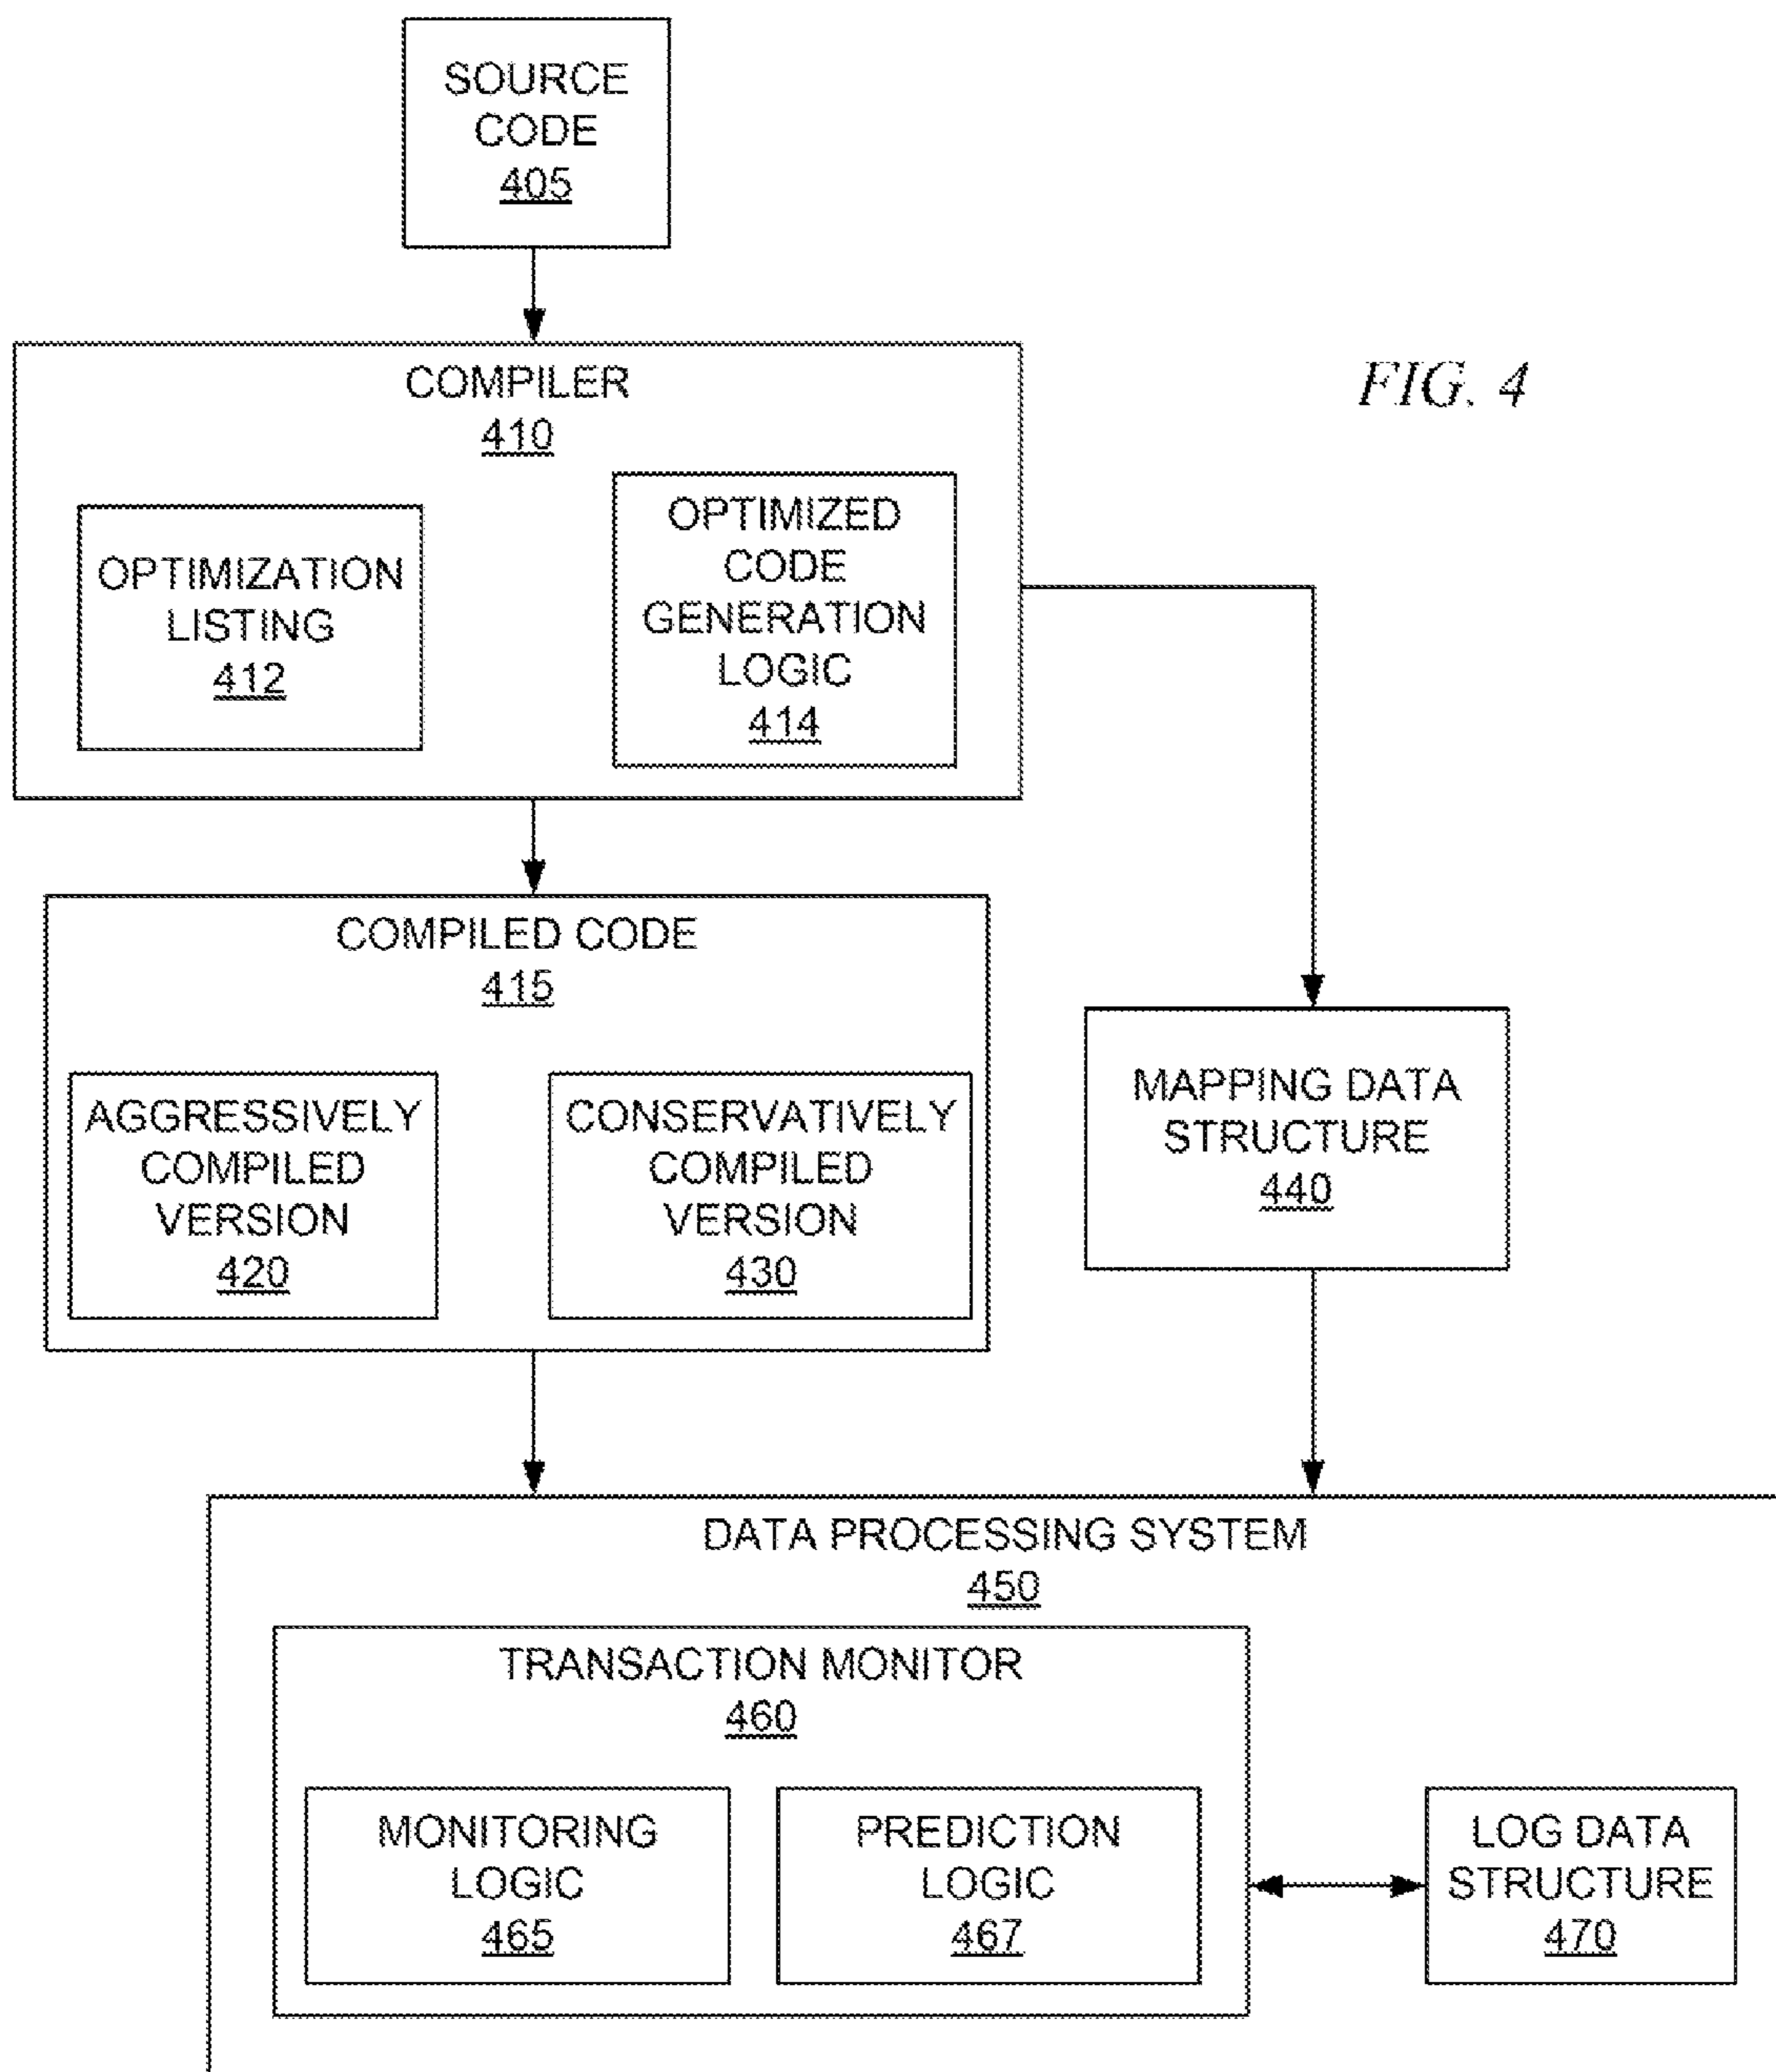 SOURCE
CODE
405
FIG. 4
COMPILER
410
OPTIMIZATION
LISTING
412
OPTIMIZED
CODE
GENERATION
LOGIC
414
COMPILED CODE
415
AGGRESSIVELY
COMPILED
VERSION
420
CONSERVATIVELY
COMPILED
VERSION
430
MAPPING DATA
STRUCTURE
440
DATA PROCESSING SYSTEM
450
TRANSACTION MONITOR
460
MONITORING
LOGIC
465
PREDICTION
LOGIC
467
LOG DATA
STRUCTURE
470